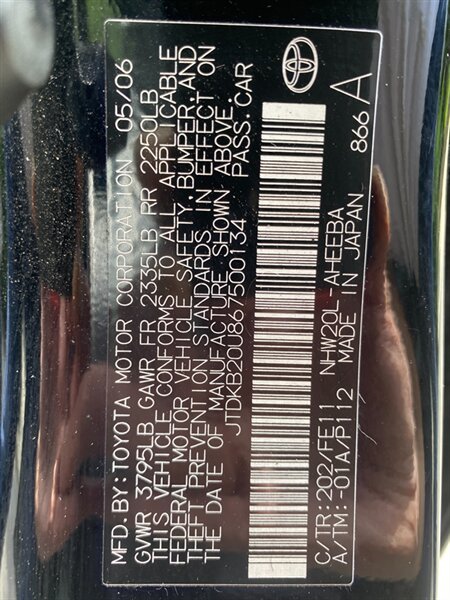 MFD. BY: TOYOTA MOTOR CORPORATION 05/06
GVWR 3795LB GAWR FR 2335LB RR 2250LB
THIS VEHICLE CONFORMS TO ALL APPLICABLE
FEDERAL MOTOR VEHICLE SAFETY, BUMPER, AND
THEFT PREVENTION STANDARDS IN EFFECT ON
THE DATE OF MANUFACTURE SHOWN ABOVE.
JTDKB20U867500134 PASS. CAR
C/TR:202/FE11 NHW20L-AHEEBA
A/TM:-01A/P112 MADE IN JAPAN
866 A